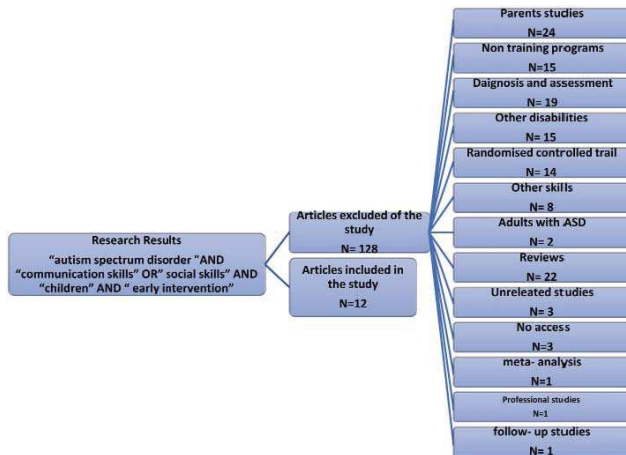 Research Results
"autism spectrum disorder "AND
"communication skills" OR" social skills" AND
"children" AND " early intervention"
Articles excluded of the
study
N= 128
Articles included in
the study
N=12
Parents studies
N=24
Non training programs
N=15
Daignosis and assessment
N= 19
Other disabilities
N= 15
Randomised controlled trail
N= 14
Other skills
N= 8
Adults with ASD
N= 2
Reviews
N= 22
Unreleated studies
N= 3
No access
N=3
meta- analysis
N=1
Professional studies
N=1
follow- up studies
N= 1